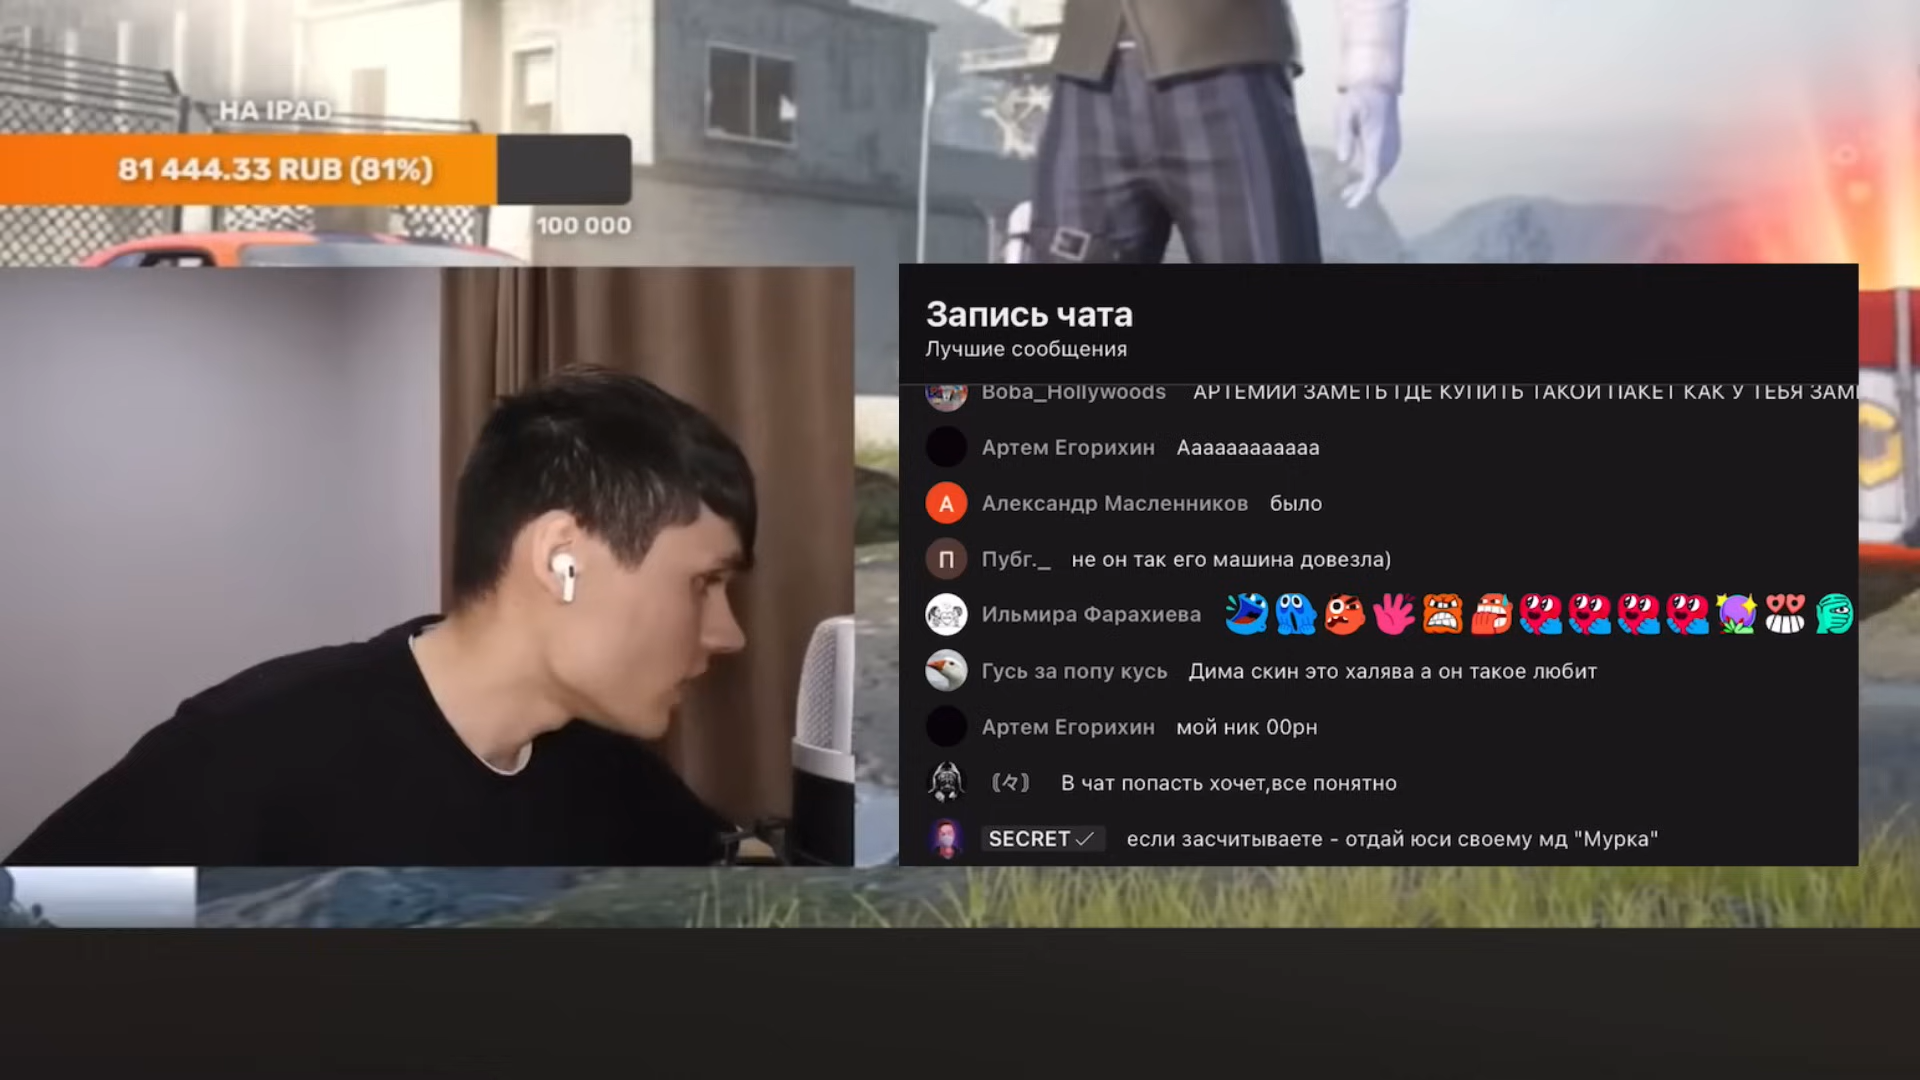 НА IPAD
81 444.33 RUB (81%)
100 000
Запись чата
Лучшие сообщения
Boba_Hollywoods АРТЕМИЙ ЗАМЕТЬ ГДЕ КУПИТЬ ТАКОЙ ПАКЕТ КАК У ТЕБЯ
Артем Егорихин Аааааааааааа
А Александр Масленников было
П Пубг._ не он так его машина довезла)
Ильмира Фарахиева
Гусь за попу кусь Дима скин это халява а он такое любит
Артем Егорихин мой ник 00рн
⦅々⦆ В чат попасть хочет,все понятно
SECRET✓ если засчитываете - отдай юси своему мд "Мурка"